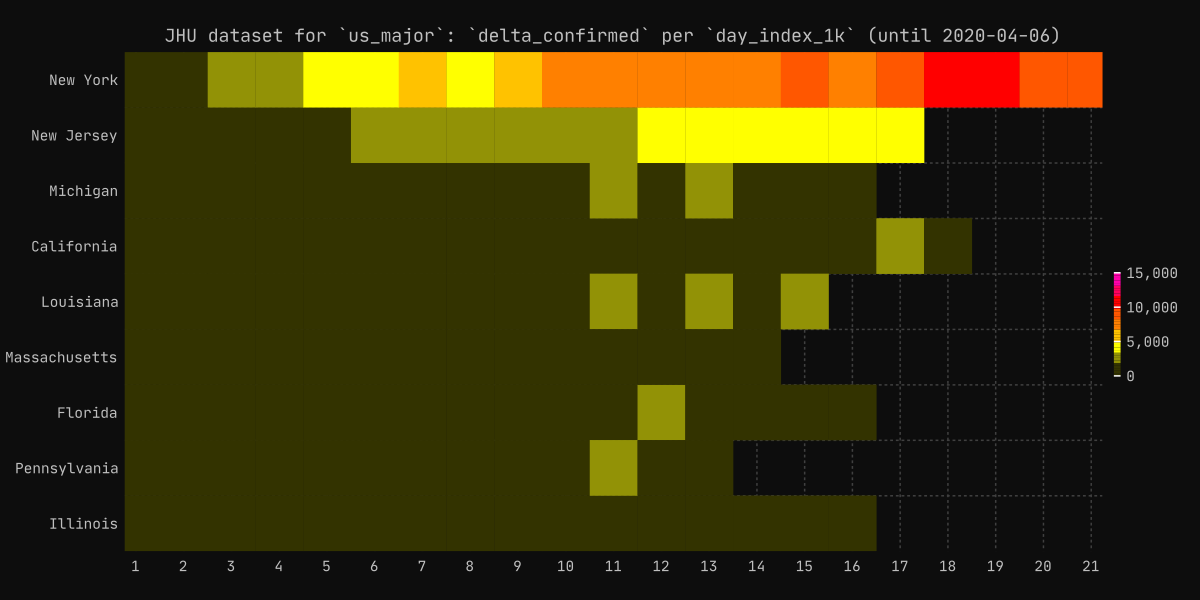 JHU dataset for `us_major`: `delta_confirmed` per `day_index_1k` (until 2020-04-06)
New York
New Jersey
Michigan
California
Louisiana
Massachusetts
Florida
Pennsylvania
Illinois
15,000
10,000
5,000
0
1 2 3 4 5 6 7 8 9 10 11 12 13 14 15 16 17 18 19 20 21